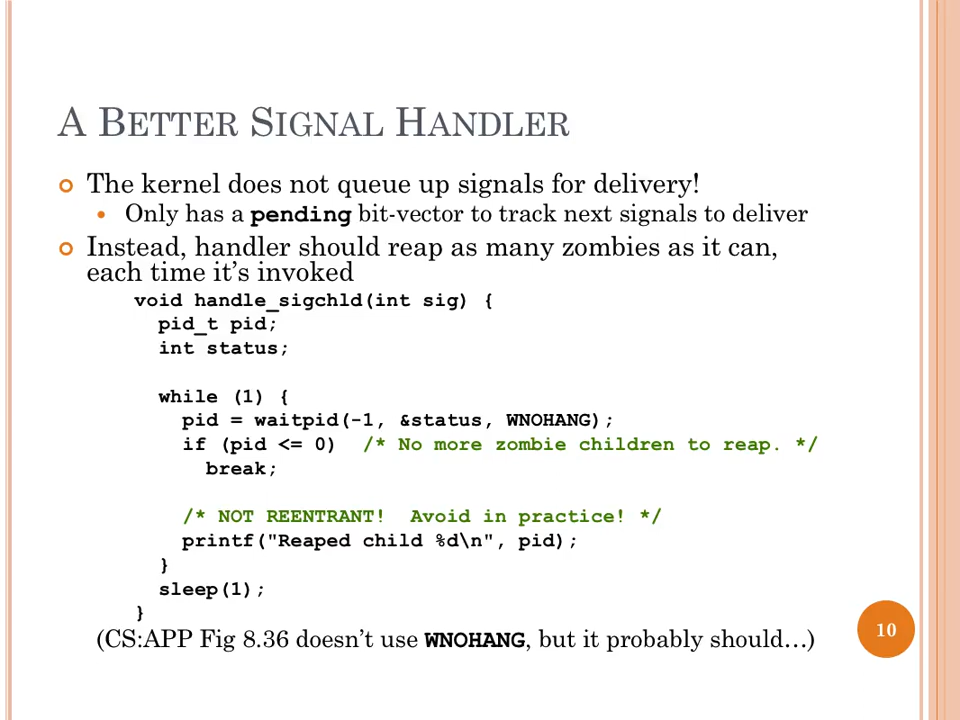 A BETTER SIGNAL HANDLER
The kernel does not queue up signals for delivery!
Only has a pending bit-vector to track next signals to deliver
Instead, handler should reap as many zombies as it can,
each time it's invoked
void handle_sigchld(int sig) {
pid_t pid;
int status;
while (1) {
pid = waitpid(-1, &status, WNOHANG);
if (pid <= 0) /* No more zombie children to reap. */
break;
/* NOT REENTRANT! Avoid in practice! */
printf("Reaped child %d\n", pid);
}
sleep(1);
}
(CS:APP Fig 8.36 doesn't use WNOHANG, but it probably should…)
10